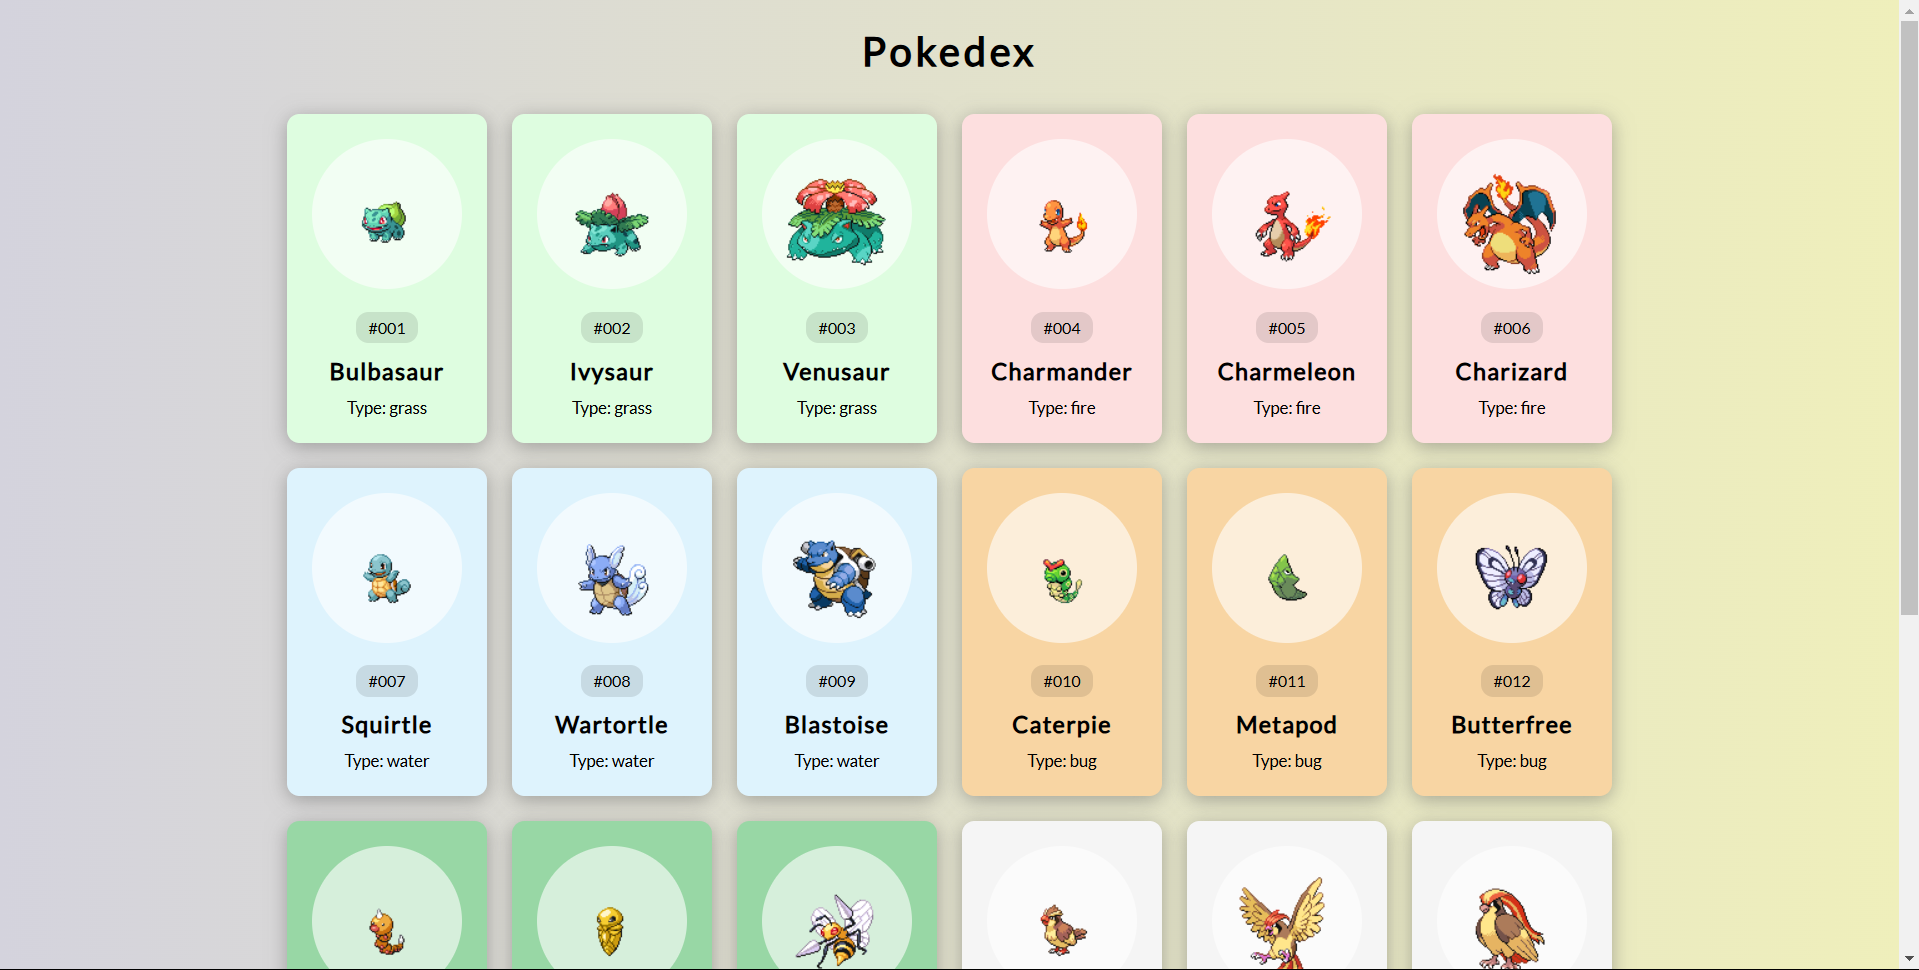 Pokedex
#001
Bulbasaur
Type: grass
#002
Ivysaur
Type: grass
#003
Venusaur
Type: grass
#004
Charmander
Type: fire
#005
Charmeleon
Type: fire
#006
Charizard
Type: fire
#007
Squirtle
Type: water
#008
Wartortle
Type: water
#009
Blastoise
Type: water
#010
Caterpie
Type: bug
#011
Metapod
Type: bug
#012
Butterfree
Type: bug